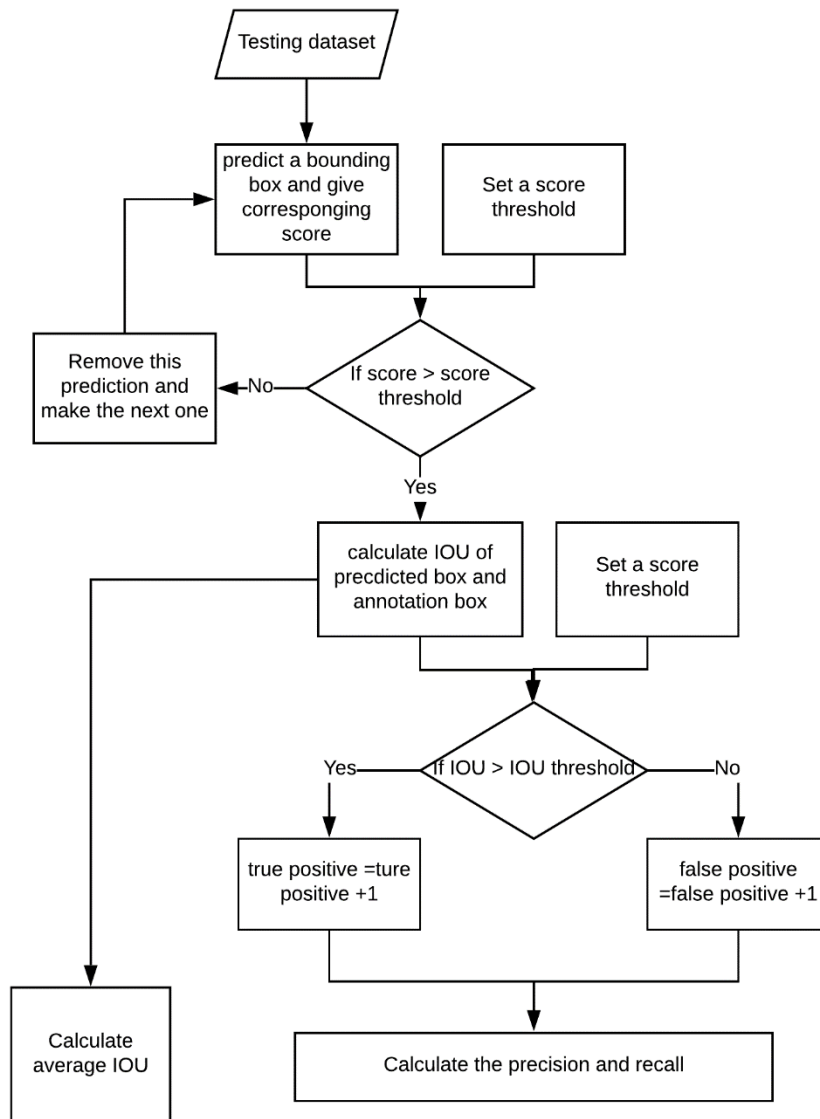 Testing dataset
predict a bounding
box and give
corresponging
score
Set a score
threshold
If score > score
threshold
No
Remove this
prediction and
make the next one
Yes
calculate IOU of
precdicted box and
annotation box
Set a score
threshold
If IOU > IOU threshold
Yes
No
true positive =ture
positive +1
false positive
=false positive +1
Calculate
average IOU
Calculate the precision and recall